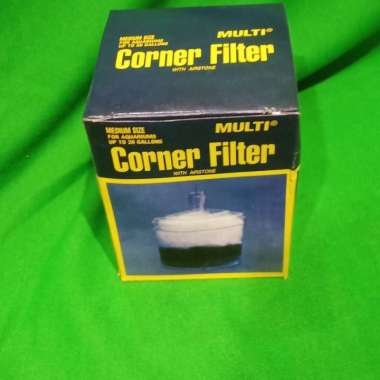 MEDIUM SIZE
FOR AQUARIUMS
UP TO 20 GALLONS
MULTI®
Corner Filter
WITH AIRSTONE
MEDIUM SIZE
FOR AQUARIUMS
UP TO 20 GALLONS
MULTI®
Corner Filter
WITH AIRSTONE